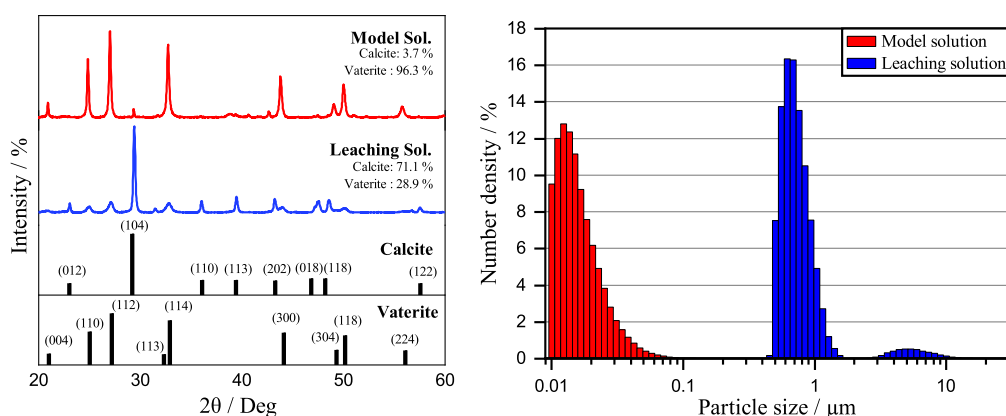 Model Sol.
Calcite: 3.7 %
Vaterite : 96.3 %
Leaching Sol.
Calcite: 71.1 %
Vaterite : 28.9 %
Intensity / %
(104)
Calcite
(012)
(110)
(113)
(202)
(018)
(118)
(122)
Vaterite
(004)
(110)
(112)
(113)
(114)
(300)
(304)
(118)
(224)
20
30
40
50
60
2θ / Deg
Model solution
Leaching solution
Number density / %
18
16
14
12
10
8
6
4
2
0
0.01
0.1
1
10
Particle size / μm